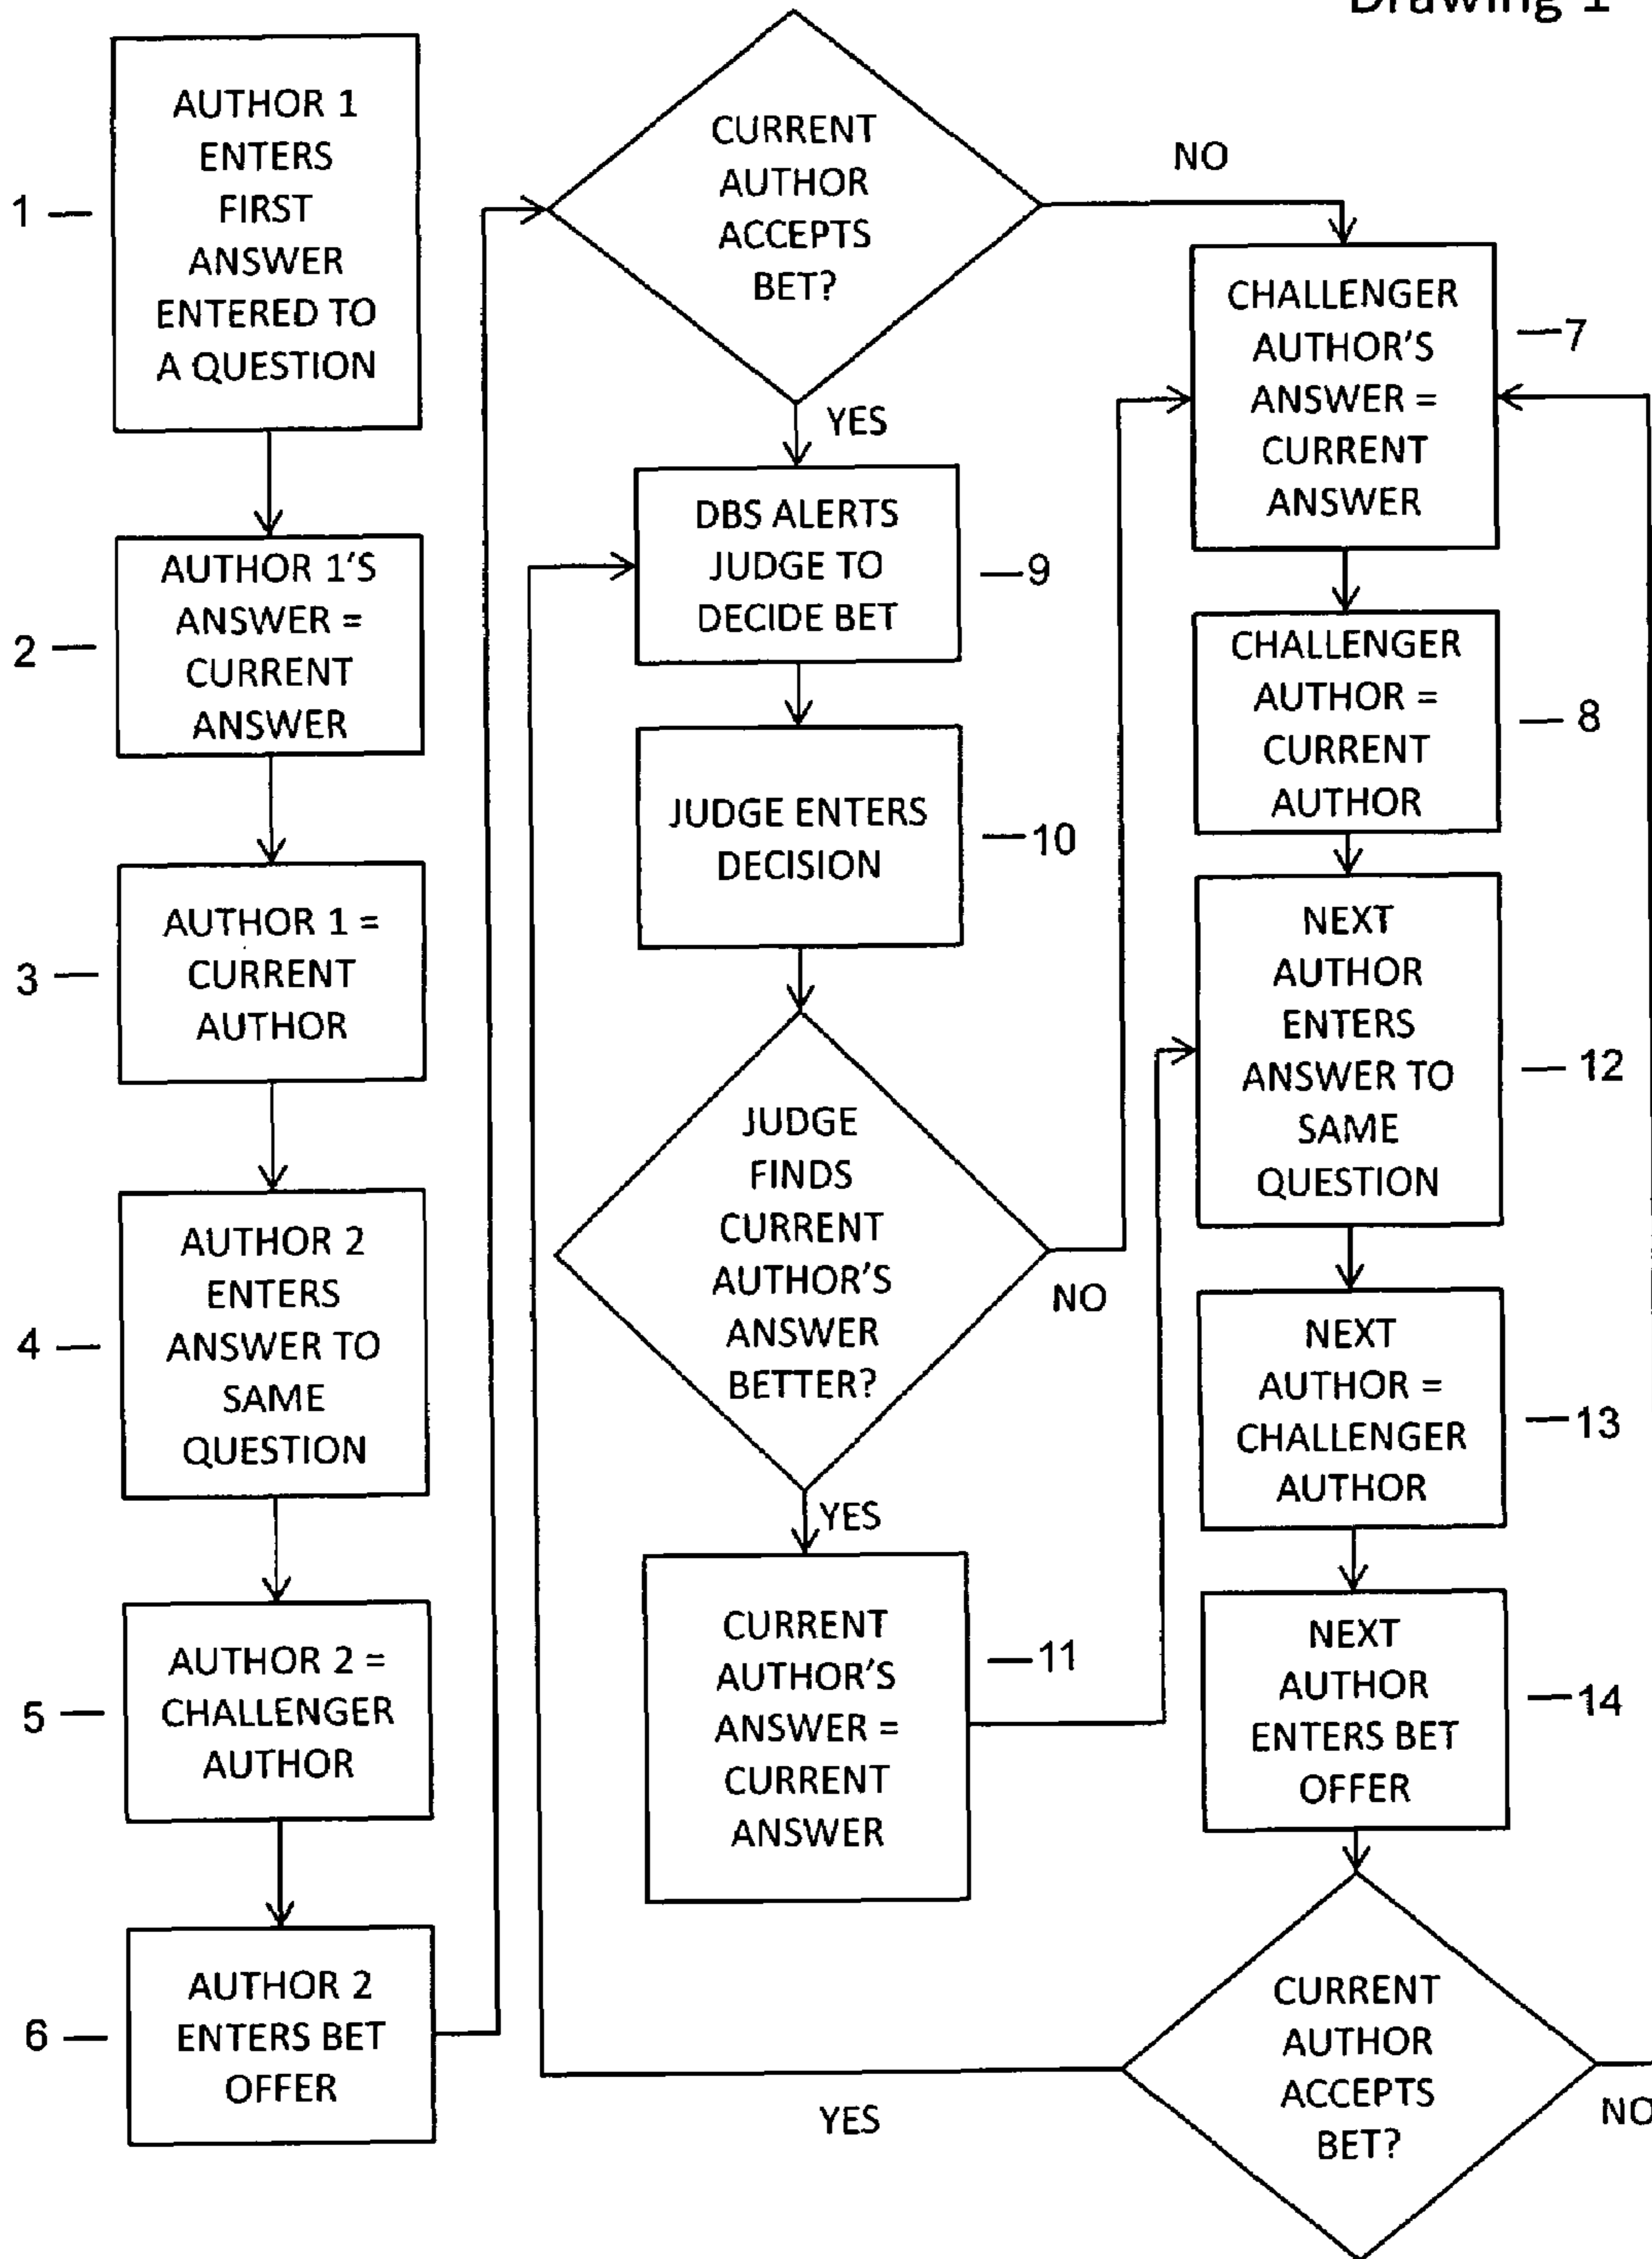 Drawing 1
AUTHOR 1
ENTERS
FIRST
ANSWER
ENTERED TO
A QUESTION
1
AUTHOR 1'S
ANSWER =
CURRENT
ANSWER
2
AUTHOR 1 =
CURRENT
AUTHOR
3
AUTHOR 2
ENTERS
ANSWER TO
SAME
QUESTION
4
AUTHOR 2 =
CHALLENGER
AUTHOR
5
AUTHOR 2
ENTERS BET
OFFER
6
CURRENT
AUTHOR
ACCEPTS
BET?
NO
YES
DBS ALERTS
JUDGE TO
DECIDE BET
9
JUDGE ENTERS
DECISION
10
JUDGE
FINDS
CURRENT
AUTHOR'S
ANSWER
BETTER?
NO
YES
CURRENT
AUTHOR'S
ANSWER =
CURRENT
ANSWER
11
CHALLENGER
AUTHOR'S
ANSWER =
CURRENT
ANSWER
7
CHALLENGER
AUTHOR =
CURRENT
AUTHOR
8
NEXT
AUTHOR
ENTERS
ANSWER TO
SAME
QUESTION
12
NEXT
AUTHOR =
CHALLENGER
AUTHOR
13
NEXT
AUTHOR
ENTERS BET
OFFER
14
CURRENT
AUTHOR
ACCEPTS
BET?
YES
NO